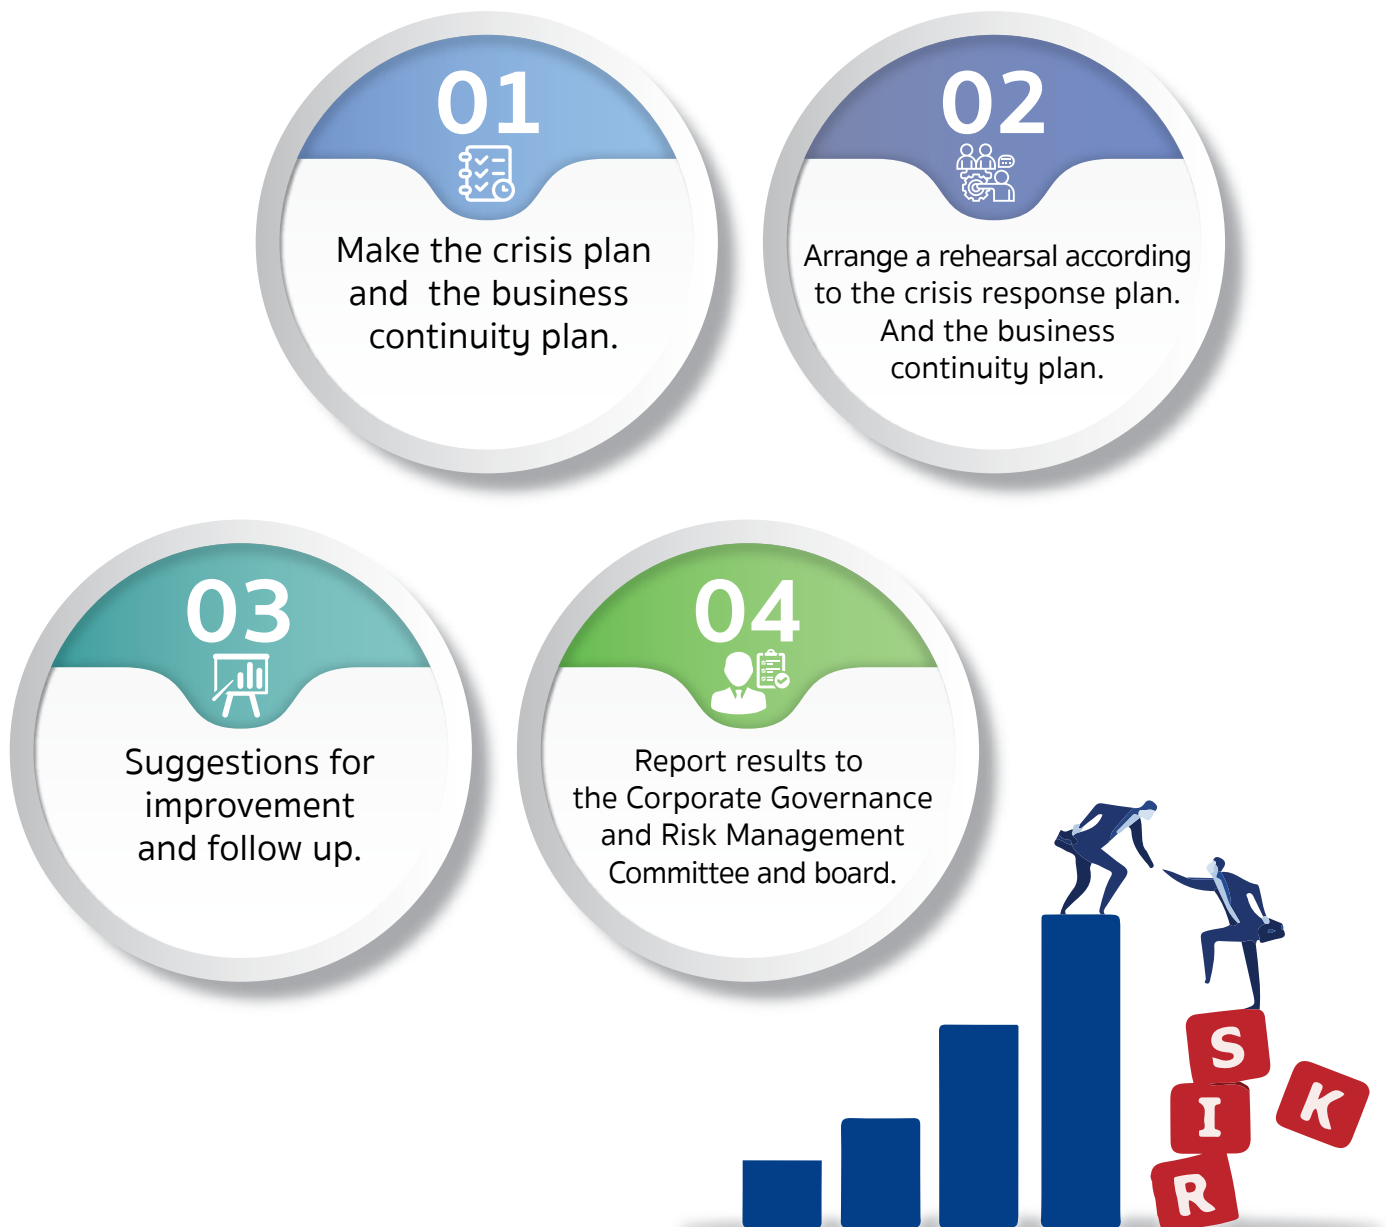 01
Make the crisis plan
and the business
continuity plan.
02
Arrange a rehearsal according
to the crisis response plan.
And the business
continuity plan.
03
Suggestions for
improvement
and follow up.
04
Report results to
the Corporate Governance
and Risk Management
Committee and board.
S
K
I
R